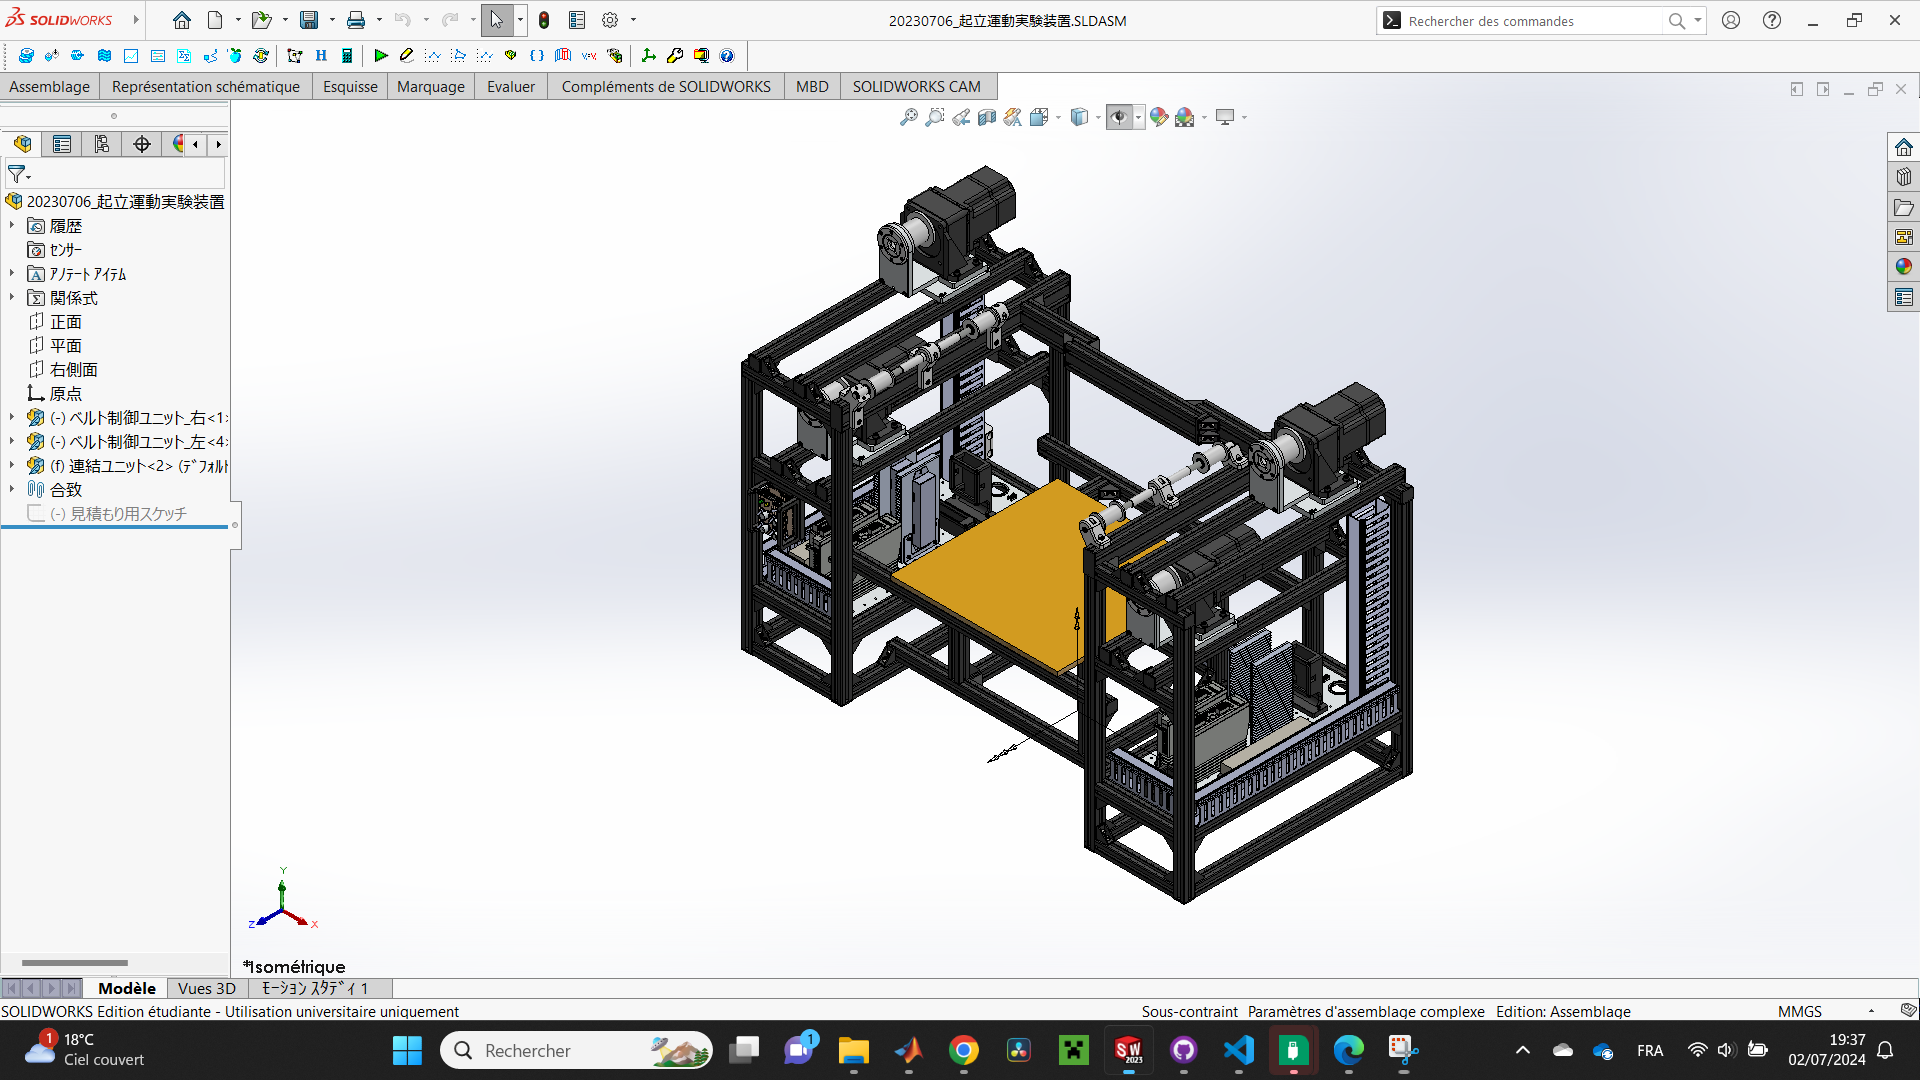 SOLIDWORKS
20230706_起立運動実験装置.SLDASM
Rechercher des commandes
Assemblage
Représentation schématique
Esquisse
Marquage
Evaluer
Compléments de SOLIDWORKS
MBD
SOLIDWORKS CAM
20230706_起立運動実験装置
履歴
ｾﾝｻｰ
ｱﾉﾃｰﾄ ｱｲﾃﾑ
関係式
正面
平面
右側面
原点
(-) ベルト制御ユニット_右<1>
(-) ベルト制御ユニット_左<4>
(f) 連結ユニット<2> (ﾃﾞﾌｫﾙﾄ
合致
(-) 見積もり用スケッチ
Y
Z
X
*Isométrique
Modèle
Vues 3D
ﾓｰｼｮﾝ ｽﾀﾃﾞｨ 1
SOLIDWORKS Edition étudiante - Utilisation universitaire uniquement
Sous-contraint
Paramètres d'assemblage complexe
Edition: Assemblage
MMGS
1
18°C
Ciel couvert
Rechercher
1
SW
2023
FRA
19:37
02/07/2024